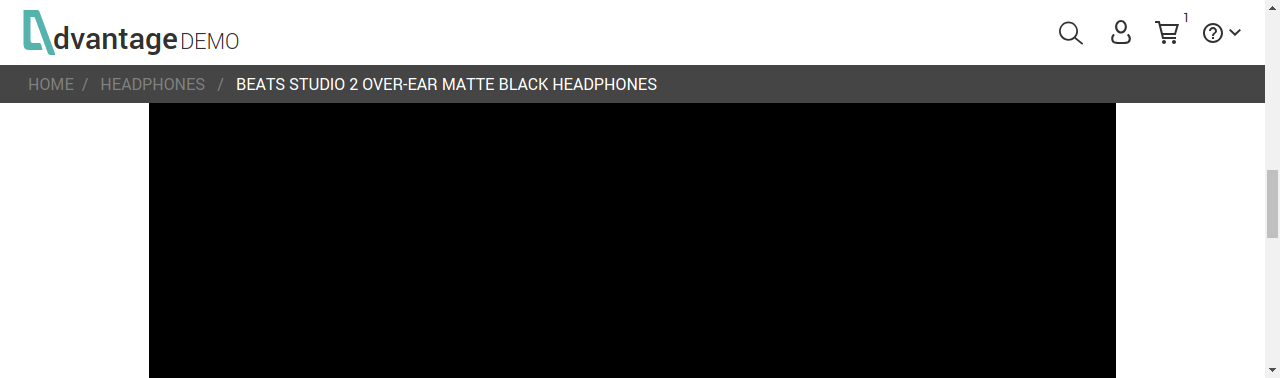 dvantage DEMO
1
HOME / HEADPHONES / BEATS STUDIO 2 OVER-EAR MATTE BLACK HEADPHONES